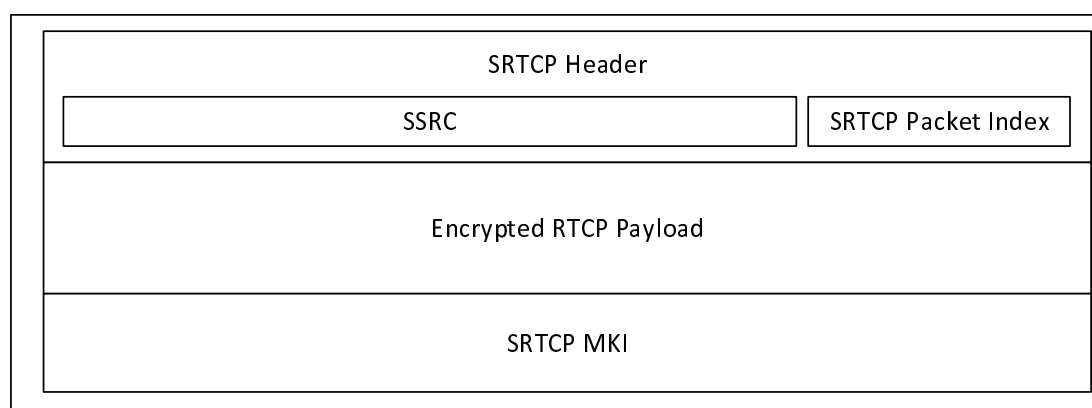 SRTCP Header
SSRC
SRTCP Packet Index
Encrypted RTCP Payload
SRTCP MKI